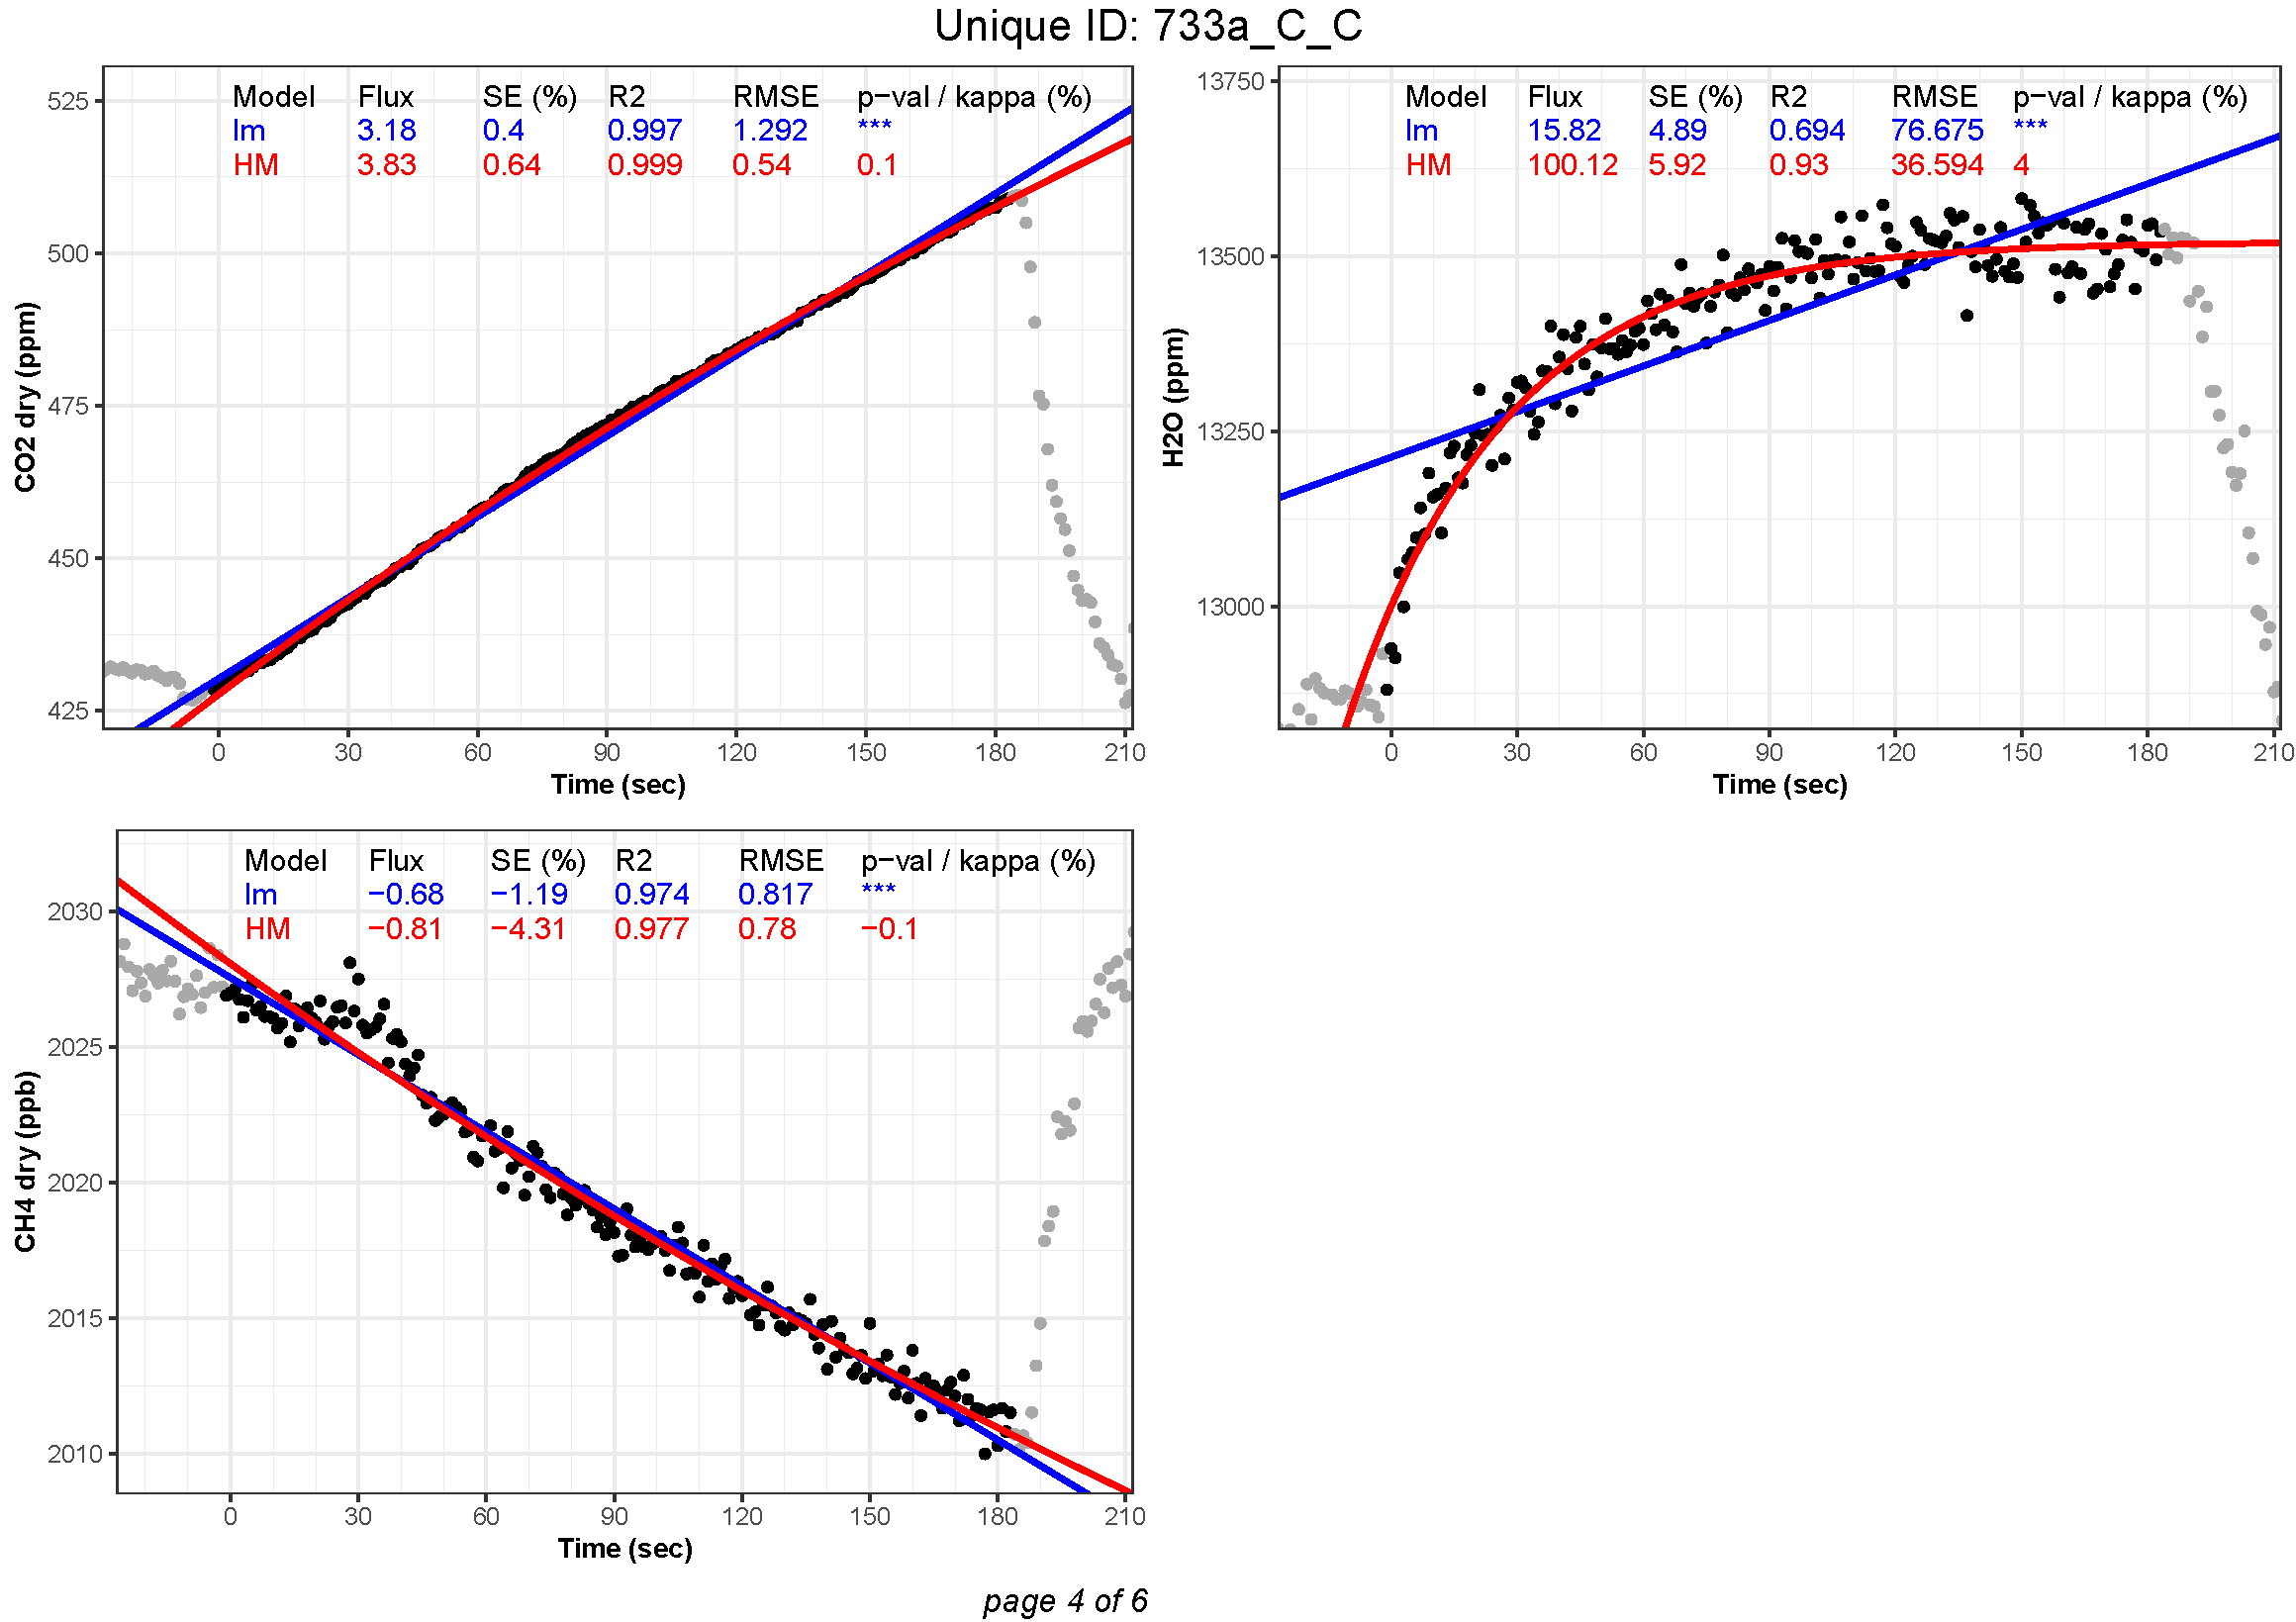 Unique ID: 733a_C_C
Model Flux SE (%) R2 RMSE p−val / kappa (%)
lm 3.18 0.4 0.997 1.292 ***
HM 3.83 0.64 0.999 0.54 0.1
525
500
475
450
425
CO2 dry (ppm)
0 30 60 90 120 150 180 210
Time (sec)
Model Flux SE (%) R2 RMSE p−val / kappa (%)
lm 15.82 4.89 0.694 76.675 ***
HM 100.12 5.92 0.93 36.594 4
13750
13500
13250
13000
H2O (ppm)
0 30 60 90 120 150 180 210
Time (sec)
Model Flux SE (%) R2 RMSE p−val / kappa (%)
lm −0.68 −1.19 0.974 0.817 ***
HM −0.81 −4.31 0.977 0.78 −0.1
2030
2025
2020
2015
2010
CH4 dry (ppb)
0 30 60 90 120 150 180 210
Time (sec)
page 4 of 6